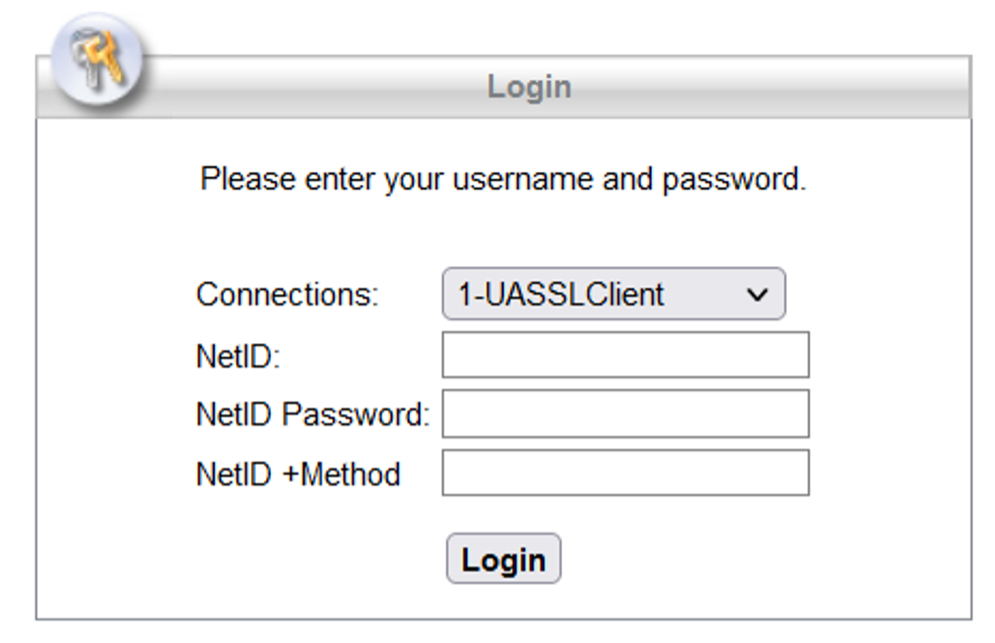 Login
Please enter your username and password.
Connections: 1-UASSLClient
NetID:
NetID Password:
NetID +Method
Login